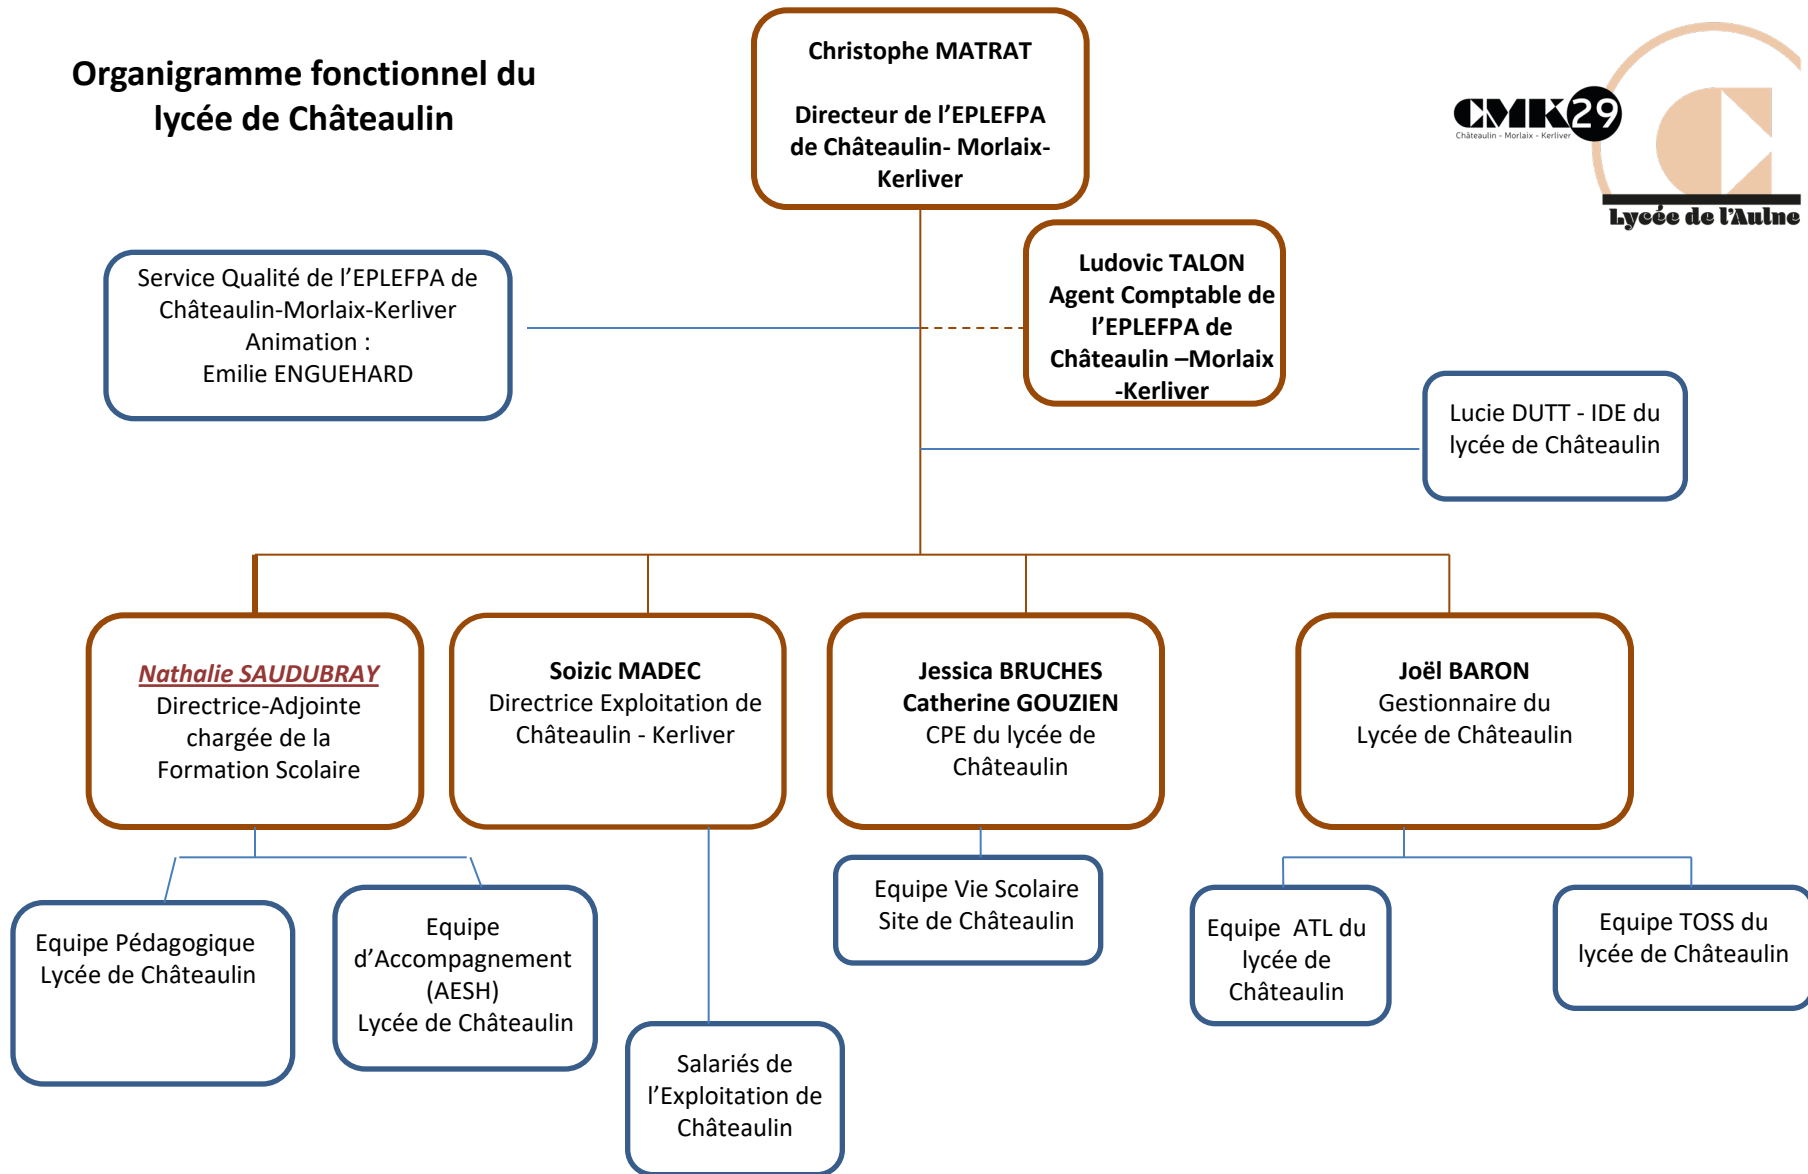 Organigramme fonctionnel du
lycée de Châteaulin
Christophe MATRAT
Directeur de l’EPLEFPA
de Châteaulin- Morlaix-
Kerliver
CMK29
Châteaulin - Morlaix - Kerliver
Lycée de l’Aulne
Service Qualité de l’EPLEFPA de
Châteaulin-Morlaix-Kerliver
Animation :
Emilie ENGUEHARD
Ludovic TALON
Agent Comptable de
l’EPLEFPA de
Châteaulin –Morlaix
-Kerliver
Lucie DUTT - IDE du
lycée de Châteaulin
Nathalie SAUDUBRAY
Directrice-Adjointe
chargée de la
Formation Scolaire
Soizic MADEC
Directrice Exploitation de
Châteaulin - Kerliver
Jessica BRUCHES
Catherine GOUZIEN
CPE du lycée de
Châteaulin
Joël BARON
Gestionnaire du
Lycée de Châteaulin
Equipe Pédagogique
Lycée de Châteaulin
Equipe
d’Accompagnement
(AESH)
Lycée de Châteaulin
Salariés de
l’Exploitation de
Châteaulin
Equipe Vie Scolaire
Site de Châteaulin
Equipe  ATL du
lycée de
Châteaulin
Equipe TOSS du
lycée de Châteaulin